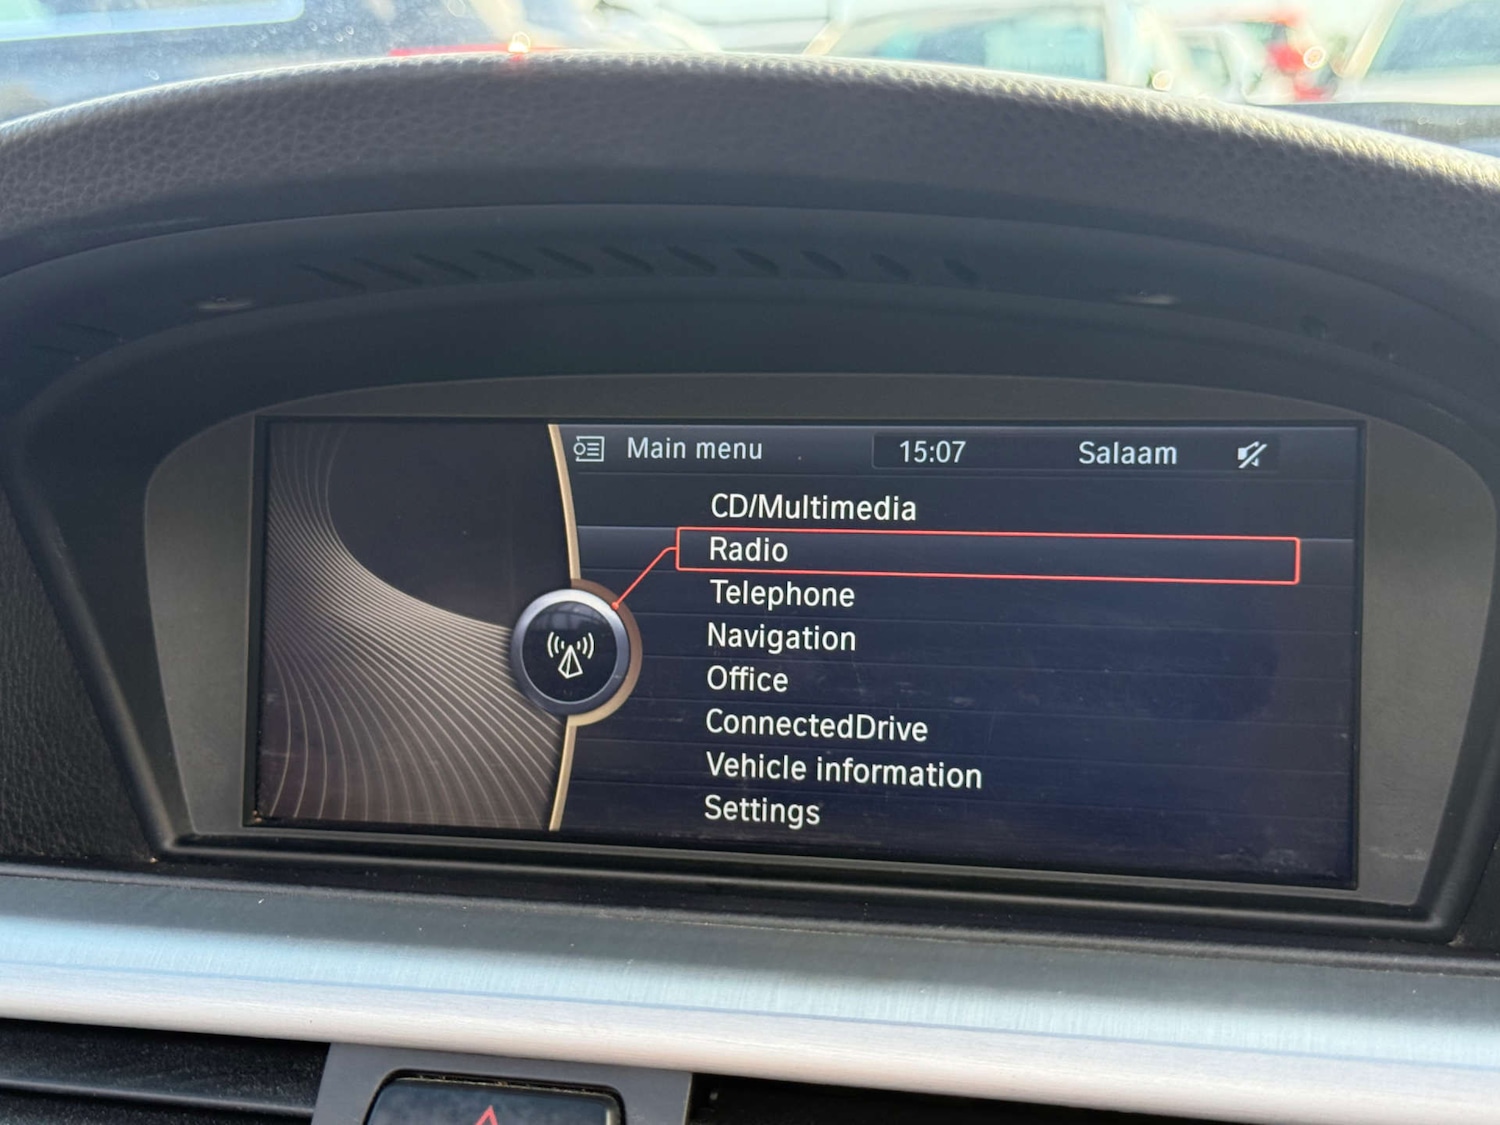 Main menu 15:07 Salaam
CD/Multimedia
Radio
Telephone
Navigation
Office
ConnectedDrive
Vehicle information
Settings